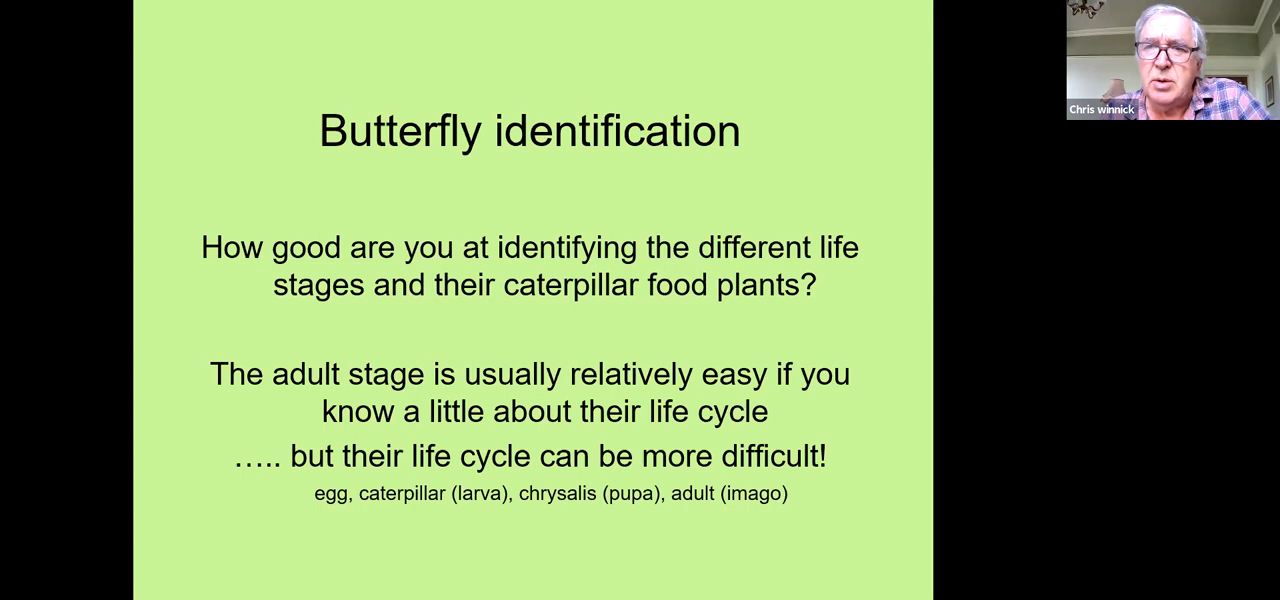 Butterfly identification
How good are you at identifying the different life
stages and their caterpillar food plants?
The adult stage is usually relatively easy if you
know a little about their life cycle
….. but their life cycle can be more difficult!
egg, caterpillar (larva), chrysalis (pupa), adult (imago)
Chris winnick